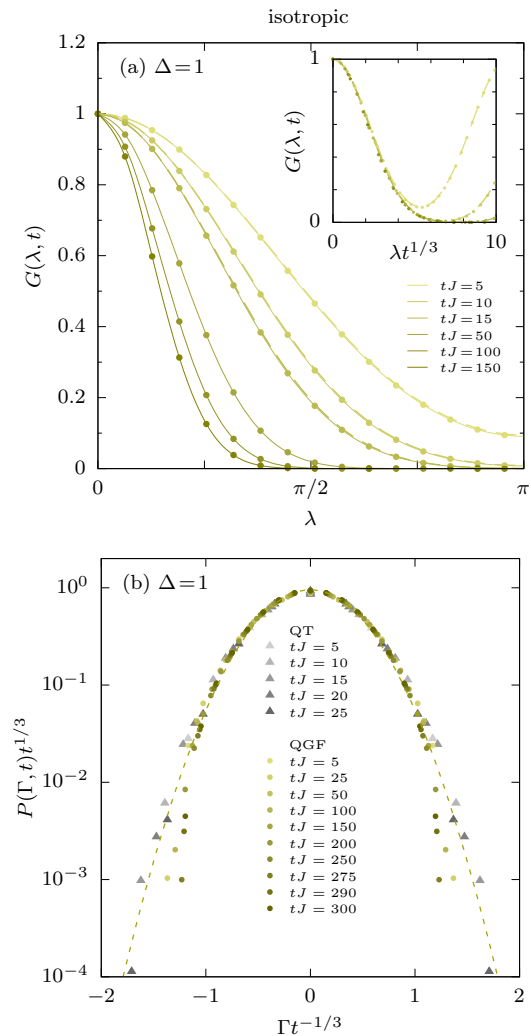 isotropic
(a) Δ=1
G(λ, t)
1.2
1
0.8
0.6
0.4
0.2
0
0
π/2
π
λ
G(λ, t)
1
0
0
10
λt^{1/3}
tJ=5
tJ=10
tJ=15
tJ=50
tJ=100
tJ=150
(b) Δ=1
P(Γ, t)t^{1/3}
10^0
10^{−1}
10^{−2}
10^{−3}
10^{−4}
QT
tJ = 5
tJ = 10
tJ = 15
tJ = 20
tJ = 25
QGF
tJ = 5
tJ = 25
tJ = 50
tJ = 100
tJ = 150
tJ = 200
tJ = 250
tJ = 275
tJ = 290
tJ = 300
−2
−1
0
1
2
Γt^{−1/3}